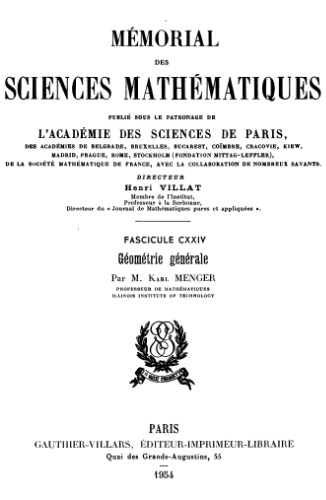 MÉMORIAL
DES
SCIENCES MATHÉMATIQUES
PUBLIÉ SOUS LE PATRONAGE DE
L'ACADÉMIE DES SCIENCES DE PARIS,
DES ACADÉMIES DE BELGRADE, BRUXELLES, BUCAREST, COÏMBRE, CRACOVIE, KIEW,
MADRID, PRAGUE, ROME, STOCKHOLM (FONDATION MITTAG-LEFFLER),
DE LA SOCIÉTÉ MATHÉMATIQUE DE FRANCE, AVEC LA COLLABORATION DE NOMBREUX SAVANTS.
DIRECTEUR
Henri VILLAT
Membre de l'Institut,
Professeur à la Sorbonne,
Directeur du « Journal de Mathématiques pures et appliquées ».
FASCICULE CXXIV
Géométrie générale
Par M. Karl MENGER
PROFESSEUR DE MATHÉMATIQUES
ILLINOIS INSTITUTE OF TECHNOLOGY
PARIS
GAUTHIER-VILLARS, ÉDITEUR-IMPRIMEUR-LIBRAIRE
Quai des Grands-Augustins, 55
1954